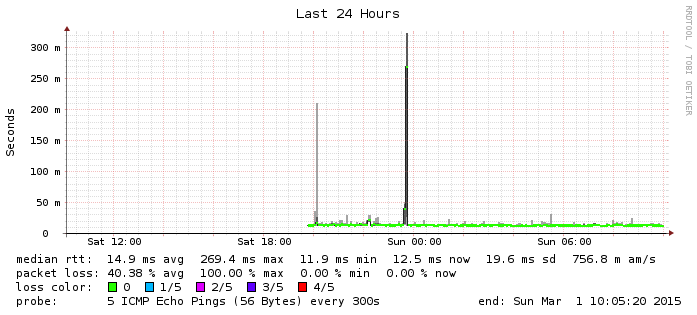 Last 24 Hours
RRDTOOL / TOBI OETIKER
Seconds
300 m
250 m
200 m
150 m
100 m
50 m
0
Sat 12:00 Sat 18:00 Sun 00:00 Sun 06:00
median rtt: 14.9 ms avg 269.4 ms max 11.9 ms min 12.5 ms now 19.6 ms sd 756.8 m am/s
packet loss: 40.38 % avg 100.00 % max 0.00 % min 0.00 % now
loss color: 0 1/5 2/5 3/5 4/5
probe: 5 ICMP Echo Pings (56 Bytes) every 300s end: Sun Mar 1 10:05:20 2015